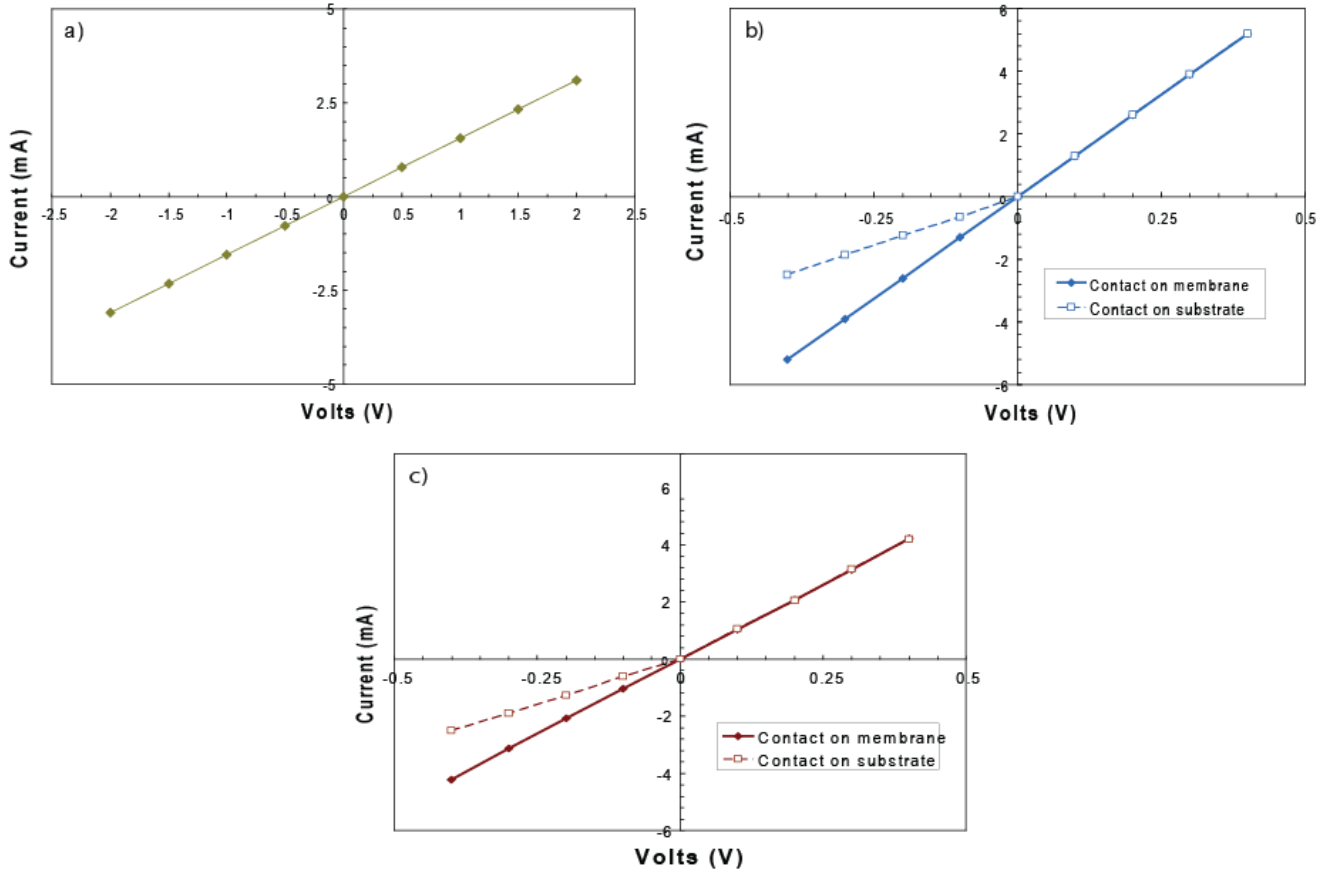 a)
5
2.5
0
-2.5
-5
-2.5 -2 -1.5 -1 -0.5 0 0.5 1 1.5 2 2.5
Current (mA)
Volts (V)
b)
6
4
2
0
-2
-4
-6
-0.5 -0.25 0 0.25 0.5
Current (mA)
Contact on membrane
Contact on substrate
Volts (V)
c)
6
4
2
0
-2
-4
-6
-0.5 -0.25 0 0.25 0.5
Current (mA)
Contact on membrane
Contact on substrate
Volts (V)